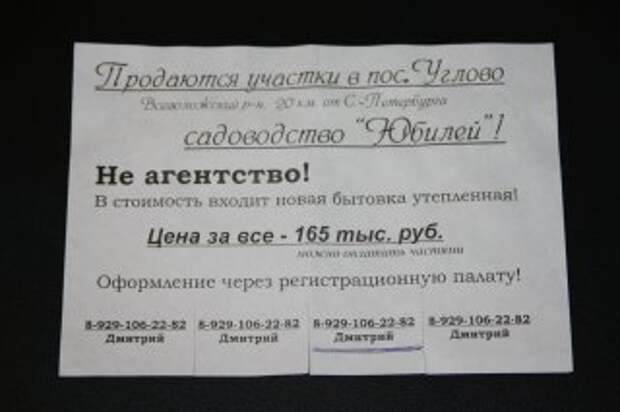 Продаются участки в пос. Углово
Всеволожский р-н 20 км. от С.-Петербурга
садоводство "Юбилей"!
Не агентство!
В стоимость входит новая бытовка утепленная!
Цена за все - 165 тыс. руб.
можно оплатить частями
Оформление через регистрационную палату!
8-929-106-22-82 8-929-106-22-82 8-929-106-22-82 8-929-106-22-82
Дмитрий Дмитрий Дмитрий Дмитрий